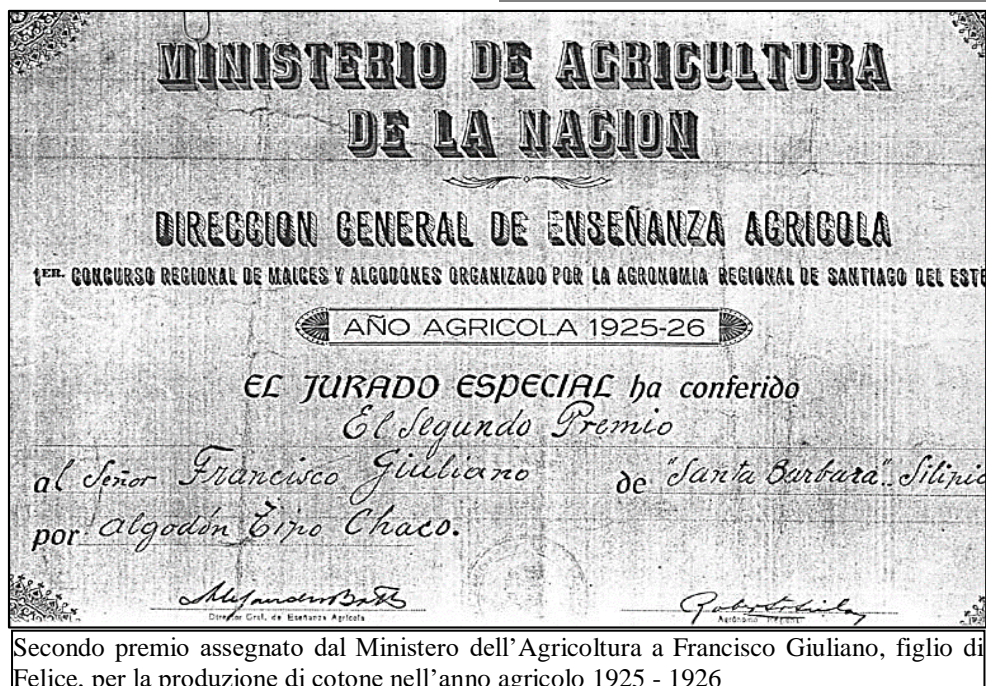 MINISTERIO DE AGRICULTURA
DE LA NACION
DIRECCION GENERAL DE ENSEÑANZA AGRICOLA
1ER. CONCURSO REGIONAL DE MAICES Y ALGODONES ORGANIZADO POR LA AGRONOMIA REGIONAL DE SANTIAGO DEL ESTE
AÑO AGRICOLA 1925-26
EL JURADO ESPECIAL ha conferido
El Segundo Premio
al Señor Francisco Giuliano de "Santa Barbara". Silipic
por algodón Tipo Chaco.
Director Gral. de Enseñanza Agrícola Agrónomo Regional
Secondo premio assegnato dal Ministero dell'Agricoltura a Francisco Giuliano, figlio di
Felice, per la produzione di cotone nell'anno agricolo 1925 - 1926